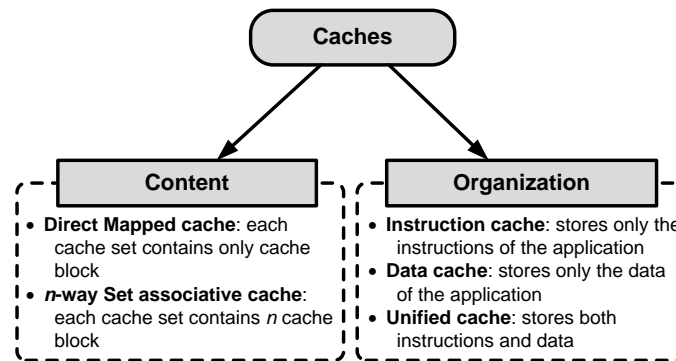 Caches
Content
• Direct Mapped cache: each
cache set contains only cache
block
• n-way Set associative cache:
each cache set contains n cache
block
Organization
• Instruction cache: stores only the
instructions of the application
• Data cache: stores only the data
of the application
• Unified cache: stores both
instructions and data